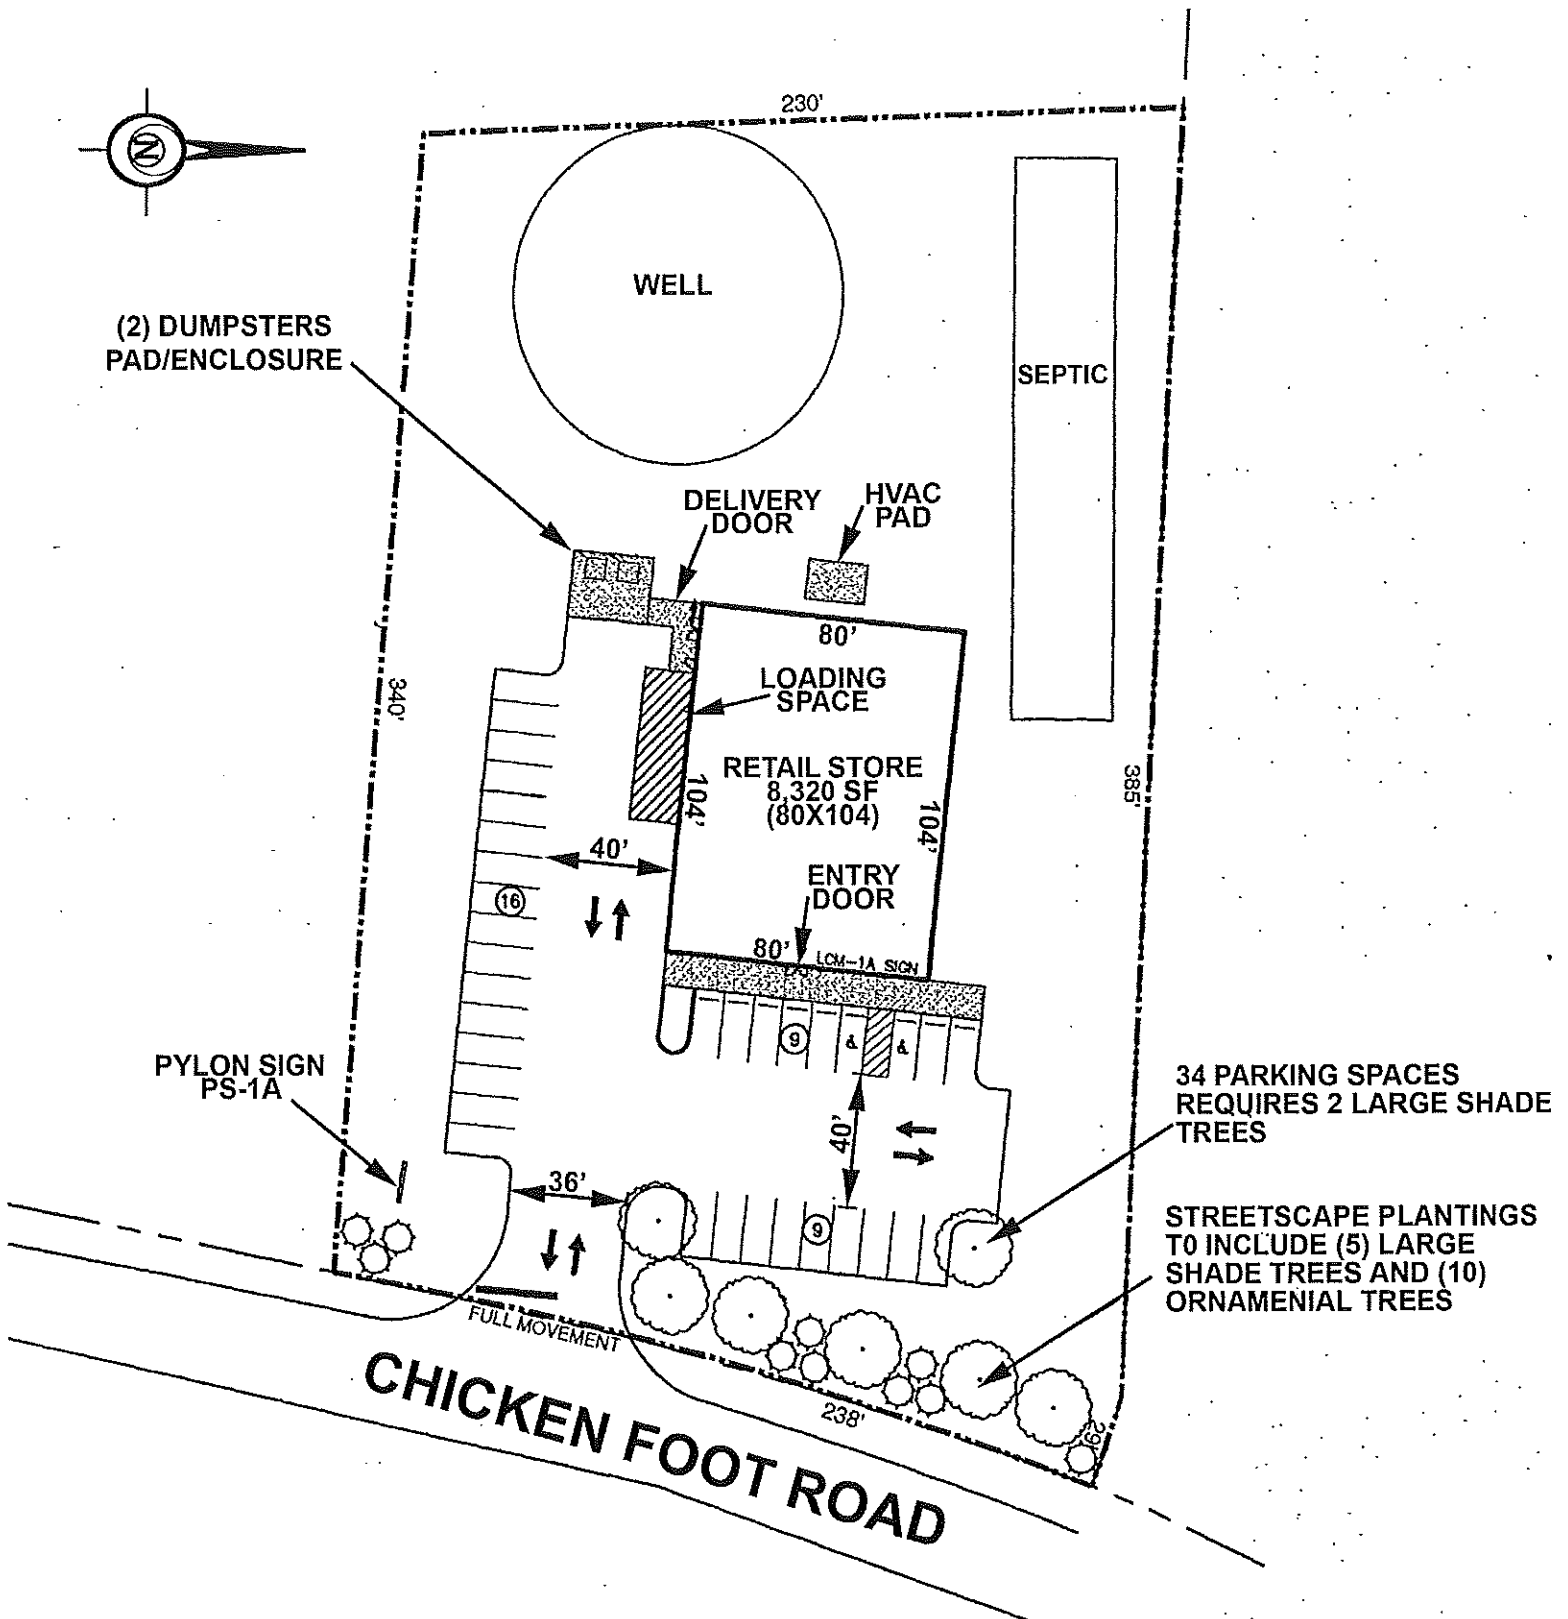 230'
N
WELL
(2) DUMPSTERS
PAD/ENCLOSURE
SEPTIC
DELIVERY
DOOR
HVAC
PAD
80'
340'
LOADING
SPACE
RETAIL STORE
8,320 SF
(80X104)
104'
104'
385'
40'
ENTRY
DOOR
16
80'
LCM-1A SIGN
9
&
&
PYLON SIGN
PS-1A
34 PARKING SPACES
REQUIRES 2 LARGE SHADE
TREES
40'
36'
9
STREETSCAPE PLANTINGS
T0 INCLUDE (5) LARGE
SHADE TREES AND (10)
ORNAMENIAL TREES
FULL MOVEMENT
238'
29'
CHICKEN FOOT ROAD